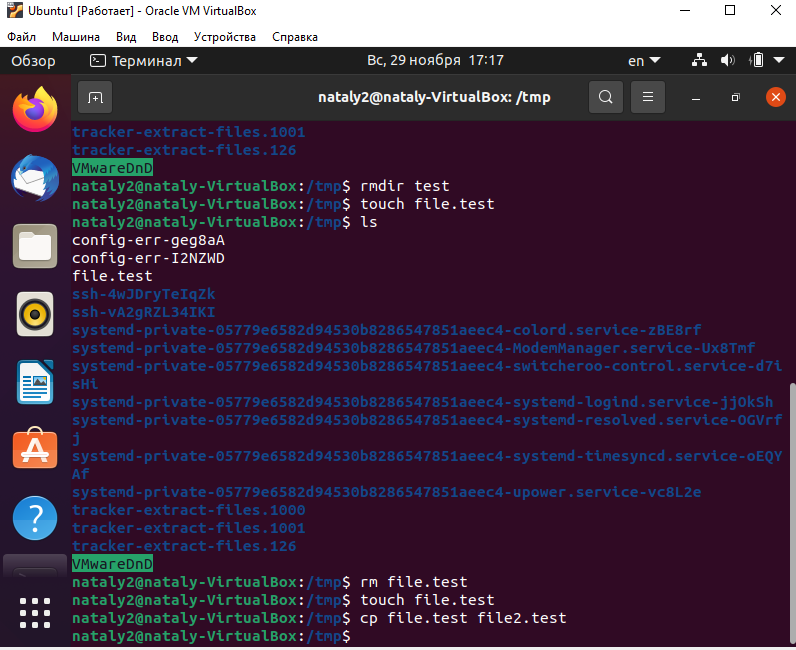 Ubuntu1 [Работает] - Oracle VM VirtualBox
Файл Машина Вид Ввод Устройства Справка
Обзор Терминал Вс, 29 ноября 17:17 en
nataly2@nataly-VirtualBox: /tmp
tracker-extract-files.1001
tracker-extract-files.126
VMwareDnD
nataly2@nataly-VirtualBox:/tmp$ rmdir test
nataly2@nataly-VirtualBox:/tmp$ touch file.test
nataly2@nataly-VirtualBox:/tmp$ ls
config-err-geg8aA
config-err-I2NZWD
file.test
ssh-4wJDryTeIqZk
ssh-vA2gRZL34IKI
systemd-private-05779e6582d94530b8286547851aeec4-colord.service-zBE8rf
systemd-private-05779e6582d94530b8286547851aeec4-ModemManager.service-Ux8Tmf
systemd-private-05779e6582d94530b8286547851aeec4-switcheroo-control.service-d7i
sHi
systemd-private-05779e6582d94530b8286547851aeec4-systemd-logind.service-jjOkSh
systemd-private-05779e6582d94530b8286547851aeec4-systemd-resolved.service-OGVrf
j
systemd-private-05779e6582d94530b8286547851aeec4-systemd-timesyncd.service-oEQY
Af
systemd-private-05779e6582d94530b8286547851aeec4-upower.service-vc8L2e
tracker-extract-files.1000
tracker-extract-files.1001
tracker-extract-files.126
VMwareDnD
nataly2@nataly-VirtualBox:/tmp$ rm file.test
nataly2@nataly-VirtualBox:/tmp$ touch file.test
nataly2@nataly-VirtualBox:/tmp$ cp file.test file2.test
nataly2@nataly-VirtualBox:/tmp$